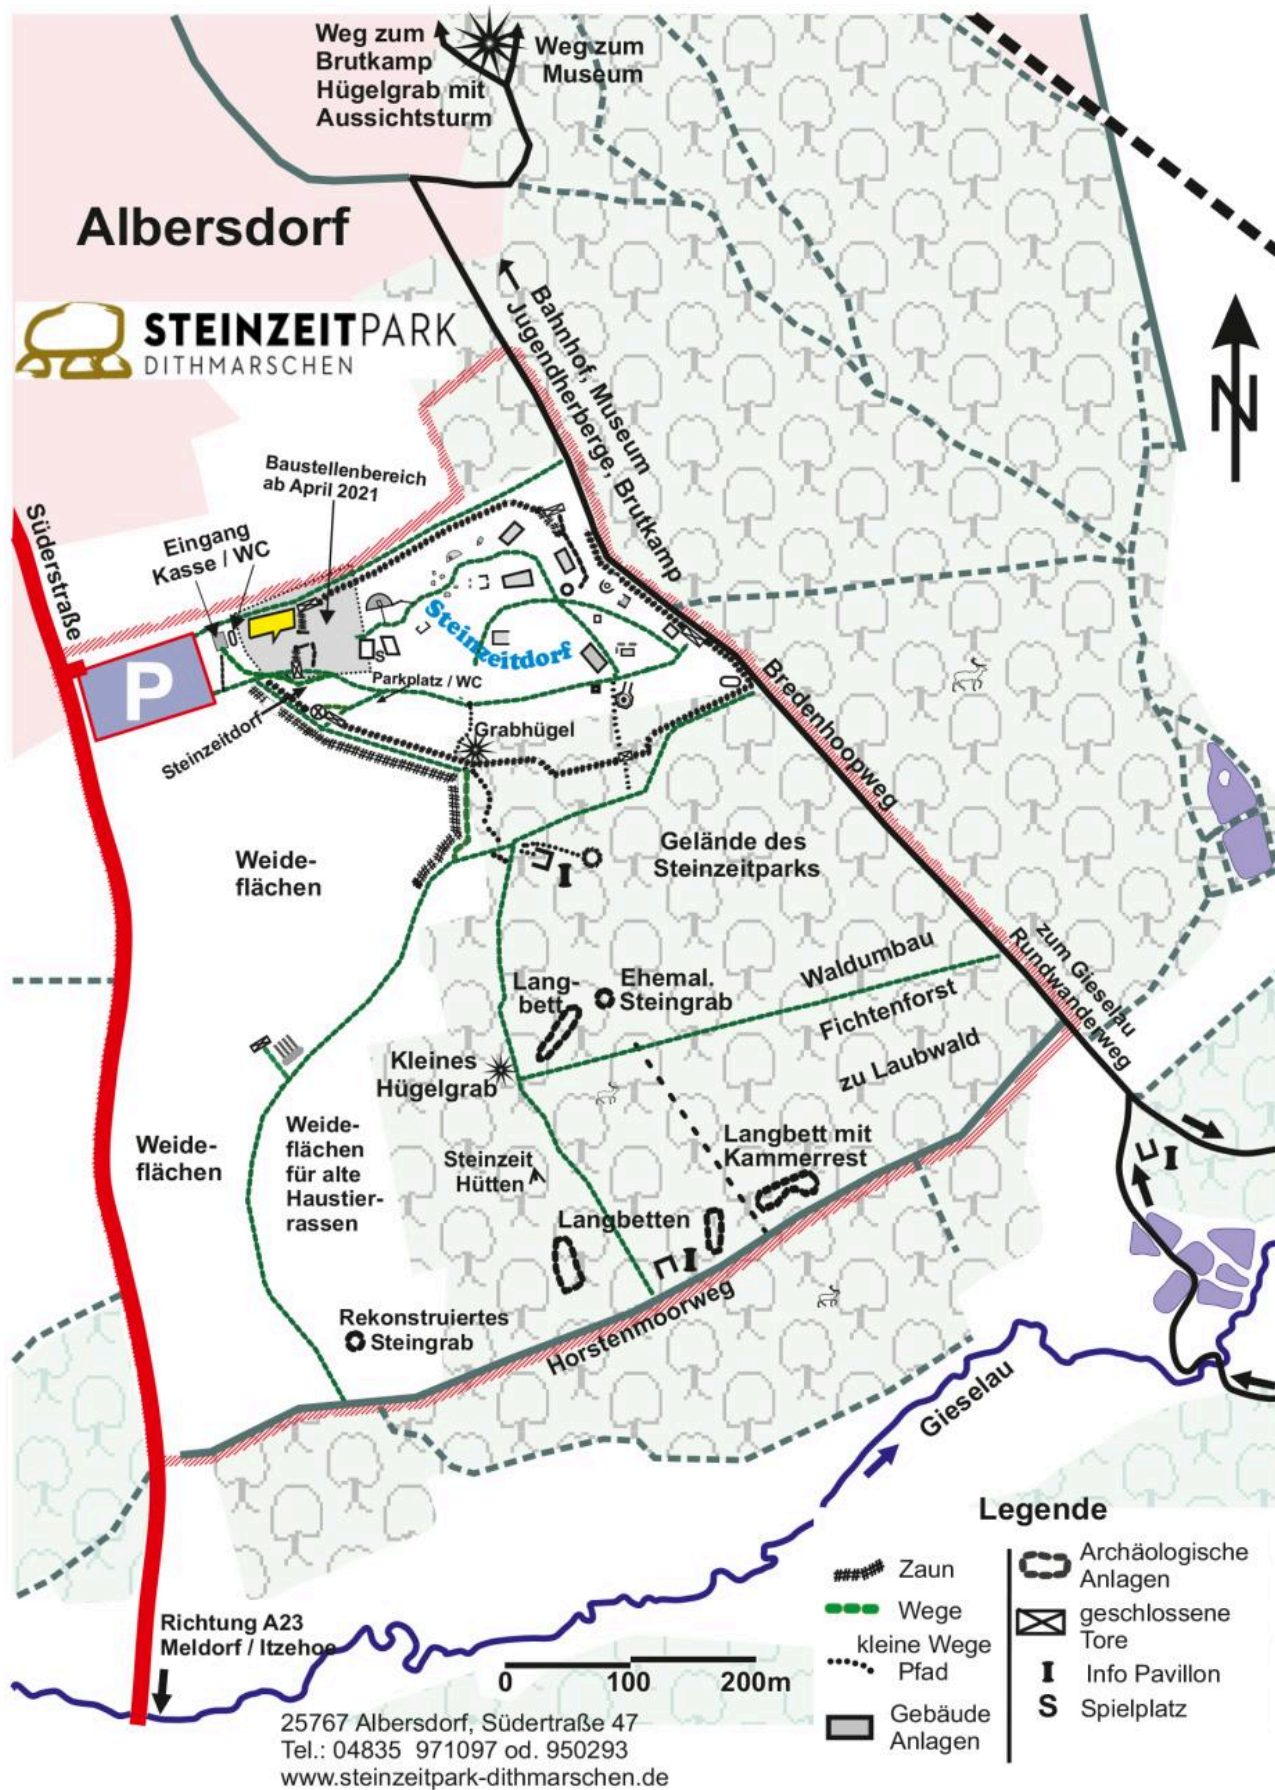 Weg zum
Brutkamp
Hügelgrab mit
Aussichtsturm
Weg zum
Museum
Albersdorf
STEINZEITPARK
DITHMARSCHEN
Bahnhof, Museum
Jugendherberge, Brutkamp
N
Baustellenbereich
ab April 2021
Süderstraße
Eingang
Kasse / WC
P
S
Steinzeitdorf
Parkplatz / WC
Steinzeitdorf
Grabhügel
Bredenhoopweg
Weide-
flächen
Gelände des
Steinzeitparks
Lang-
bett
Ehemal.
Steingrab
Waldumbau
Fichtenforst
zu Laubwald
zum Gieselau
Rundwanderweg
Kleines
Hügelgrab
Weide-
flächen
Weide-
flächen
für alte
Haustier-
rassen
Steinzeit
Hütten
Langbett mit
Kammerrest
Langbetten
Rekonstruiertes
Steingrab
Horstenmoorweg
Gieselau
Richtung A23
Meldorf / Itzehoe
0 100 200m
25767 Albersdorf, Südertraße 47
Tel.: 04835 971097 od. 950293
www.steinzeitpark-dithmarschen.de
Legende
Zaun
Wege
kleine Wege
Pfad
Gebäude
Anlagen
Archäologische
Anlagen
geschlossene
Tore
Info Pavillon
S Spielplatz